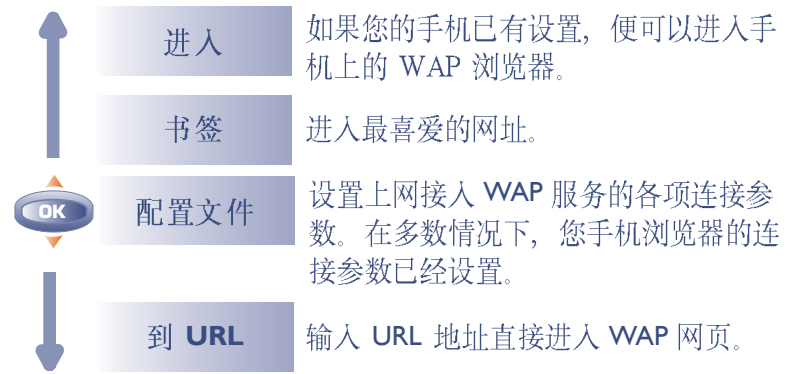 进入
如果您的手机已有设置，便可以进入手
机上的 WAP 浏览器。
书签
进入最喜爱的网址。
OK
配置文件
设置上网接入 WAP 服务的各项连接参
数。在多数情况下，您手机浏览器的连
接参数已经设置。
到 URL
输入 URL 地址直接进入 WAP 网页。